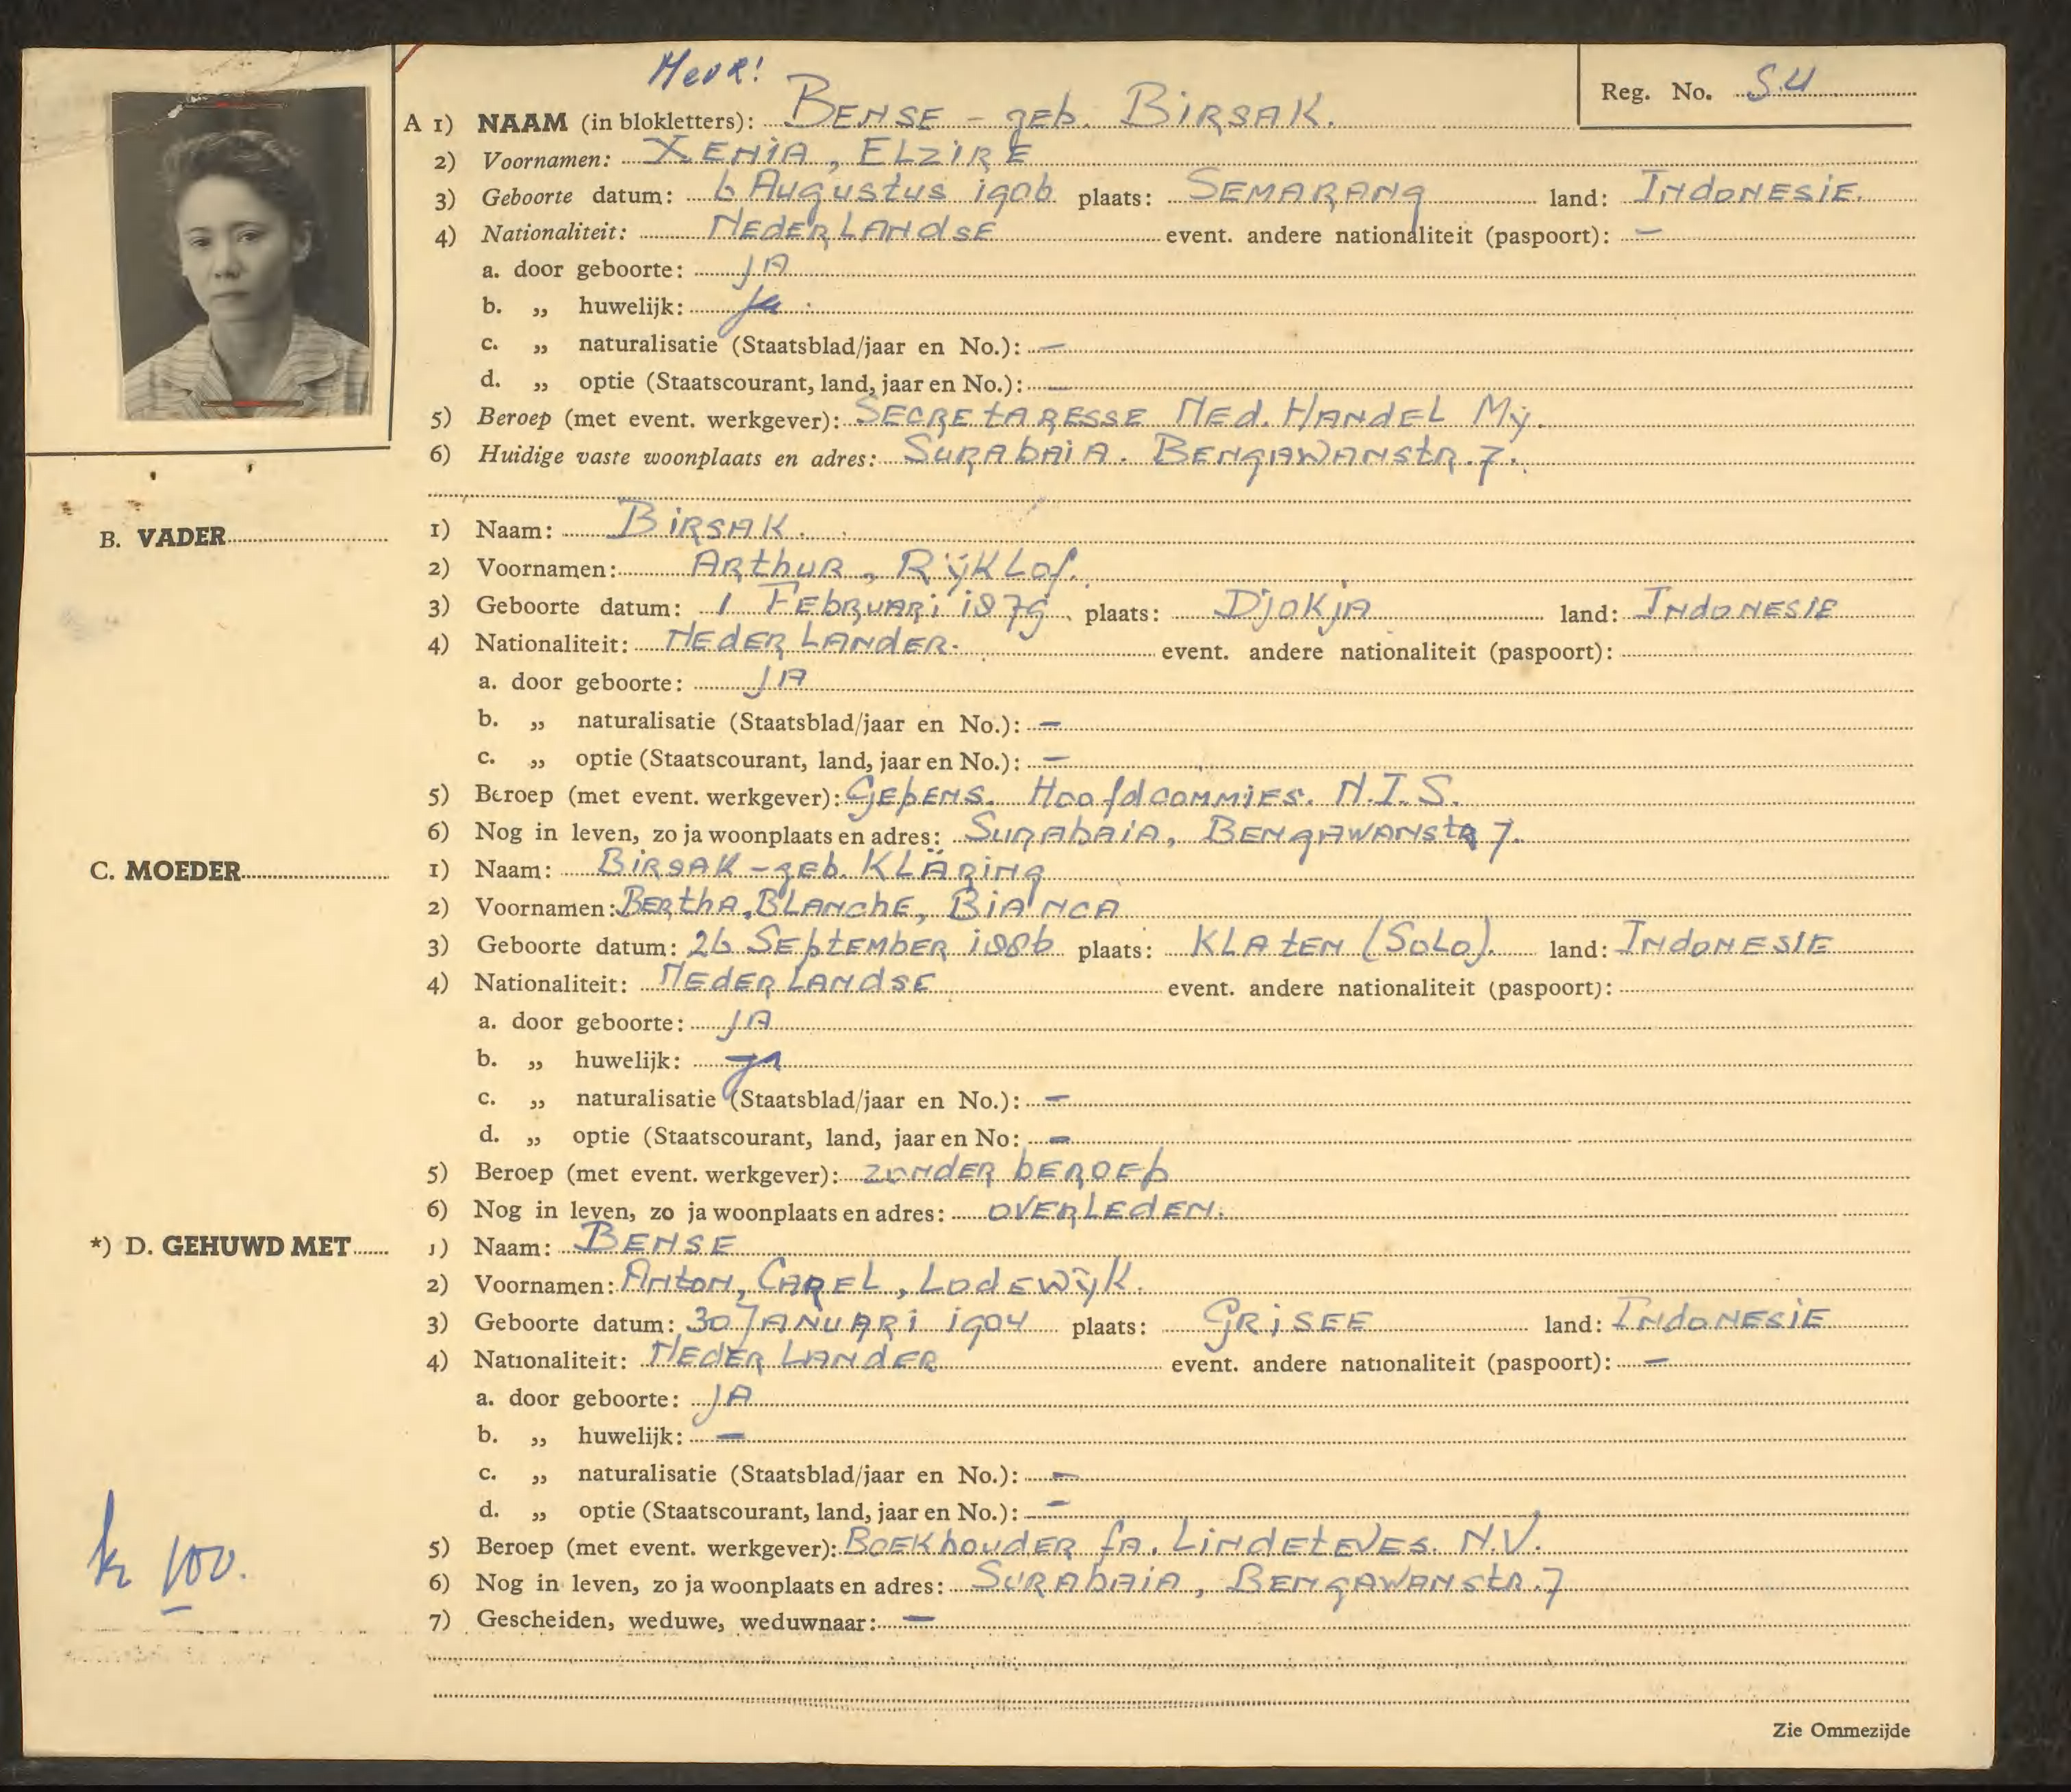 Mevr!
Reg. No. S.U
A 1) NAAM (in blokletters): BENSE - geb. BIRSAK.
2) Voornamen: XENIA, ELZIRE
3) Geboorte datum: 6 Augustus 1906 plaats: SEMARANG land: INDONESIE.
4) Nationaliteit: NEDERLANDSE event. andere nationaliteit (paspoort): —
a. door geboorte: JA
b. „ huwelijk: ja
c. „ naturalisatie (Staatsblad/jaar en No.): —
d. „ optie (Staatscourant, land, jaar en No.): —
5) Beroep (met event. werkgever): SECRETARESSE NED. HANDEL Mÿ.
6) Huidige vaste woonplaats en adres: SURABAIA. BENGAWANSTR. 7.
B. VADER
1) Naam: BIRSAK.
2) Voornamen: ARTHUR, RŸKLOF.
3) Geboorte datum: 1 FEBRUARI 1879 plaats: DJOKJA land: INDONESIE
4) Nationaliteit: NEDERLANDER. event. andere nationaliteit (paspoort):
a. door geboorte: JA
b. „ naturalisatie (Staatsblad/jaar en No.): —
c. „ optie (Staatscourant, land, jaar en No.): —
5) Beroep (met event. werkgever): GEPENS. HOOFDCOMMIES. N.I.S.
6) Nog in leven, zo ja woonplaats en adres: SURABAIA, BENGAWANSTR 7.
C. MOEDER
1) Naam: BIRSAK - geb. KLÄRING
2) Voornamen: BERTHA, BLANCHE, BIANCA
3) Geboorte datum: 26 SEPTEMBER 1886 plaats: KLATEN (SOLO). land: INDONESIE
4) Nationaliteit: NEDERLANDSE event. andere nationaliteit (paspoort):
a. door geboorte: JA
b. „ huwelijk: ja
c. „ naturalisatie (Staatsblad/jaar en No.): —
d. „ optie (Staatscourant, land, jaar en No: —
5) Beroep (met event. werkgever): ZONDER BEROEP
6) Nog in leven, zo ja woonplaats en adres: OVERLEDEN.
*) D. GEHUWD MET
1) Naam: BENSE
2) Voornamen: ANTON, CAREL, LODEWŸK.
3) Geboorte datum: 30 JANUARI 1904 plaats: GRISEE land: INDONESIE
4) Nationaliteit: NEDERLANDER event. andere nationaliteit (paspoort): —
a. door geboorte: JA
b. „ huwelijk: —
c. „ naturalisatie (Staatsblad/jaar en No.): —
d. „ optie (Staatscourant, land, jaar en No.): —
5) Beroep (met event. werkgever): BOEKHOUDER fA. LINDETEVES. N.V.
6) Nog in leven, zo ja woonplaats en adres: SURABAIA, BENGAWANSTR. 7
7) Gescheiden, weduwe, weduwnaar: —
100.
Zie Ommezijde